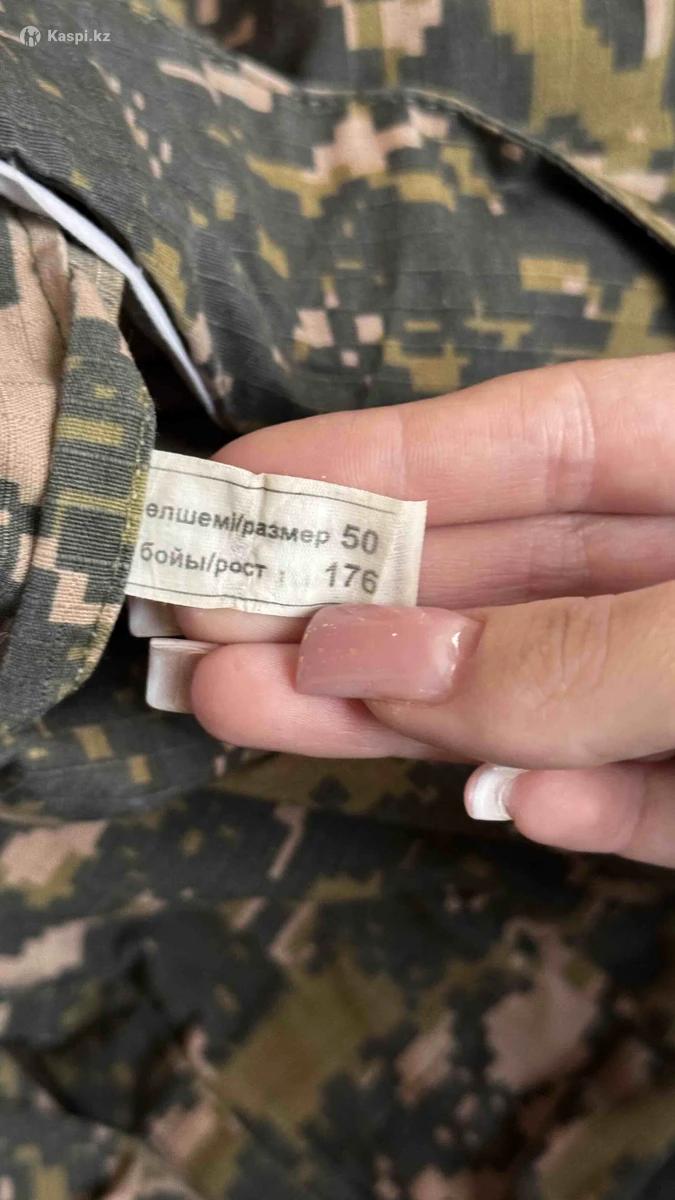 Kaspi.kz
өлшемі/размер 50
бойы/рост : 176